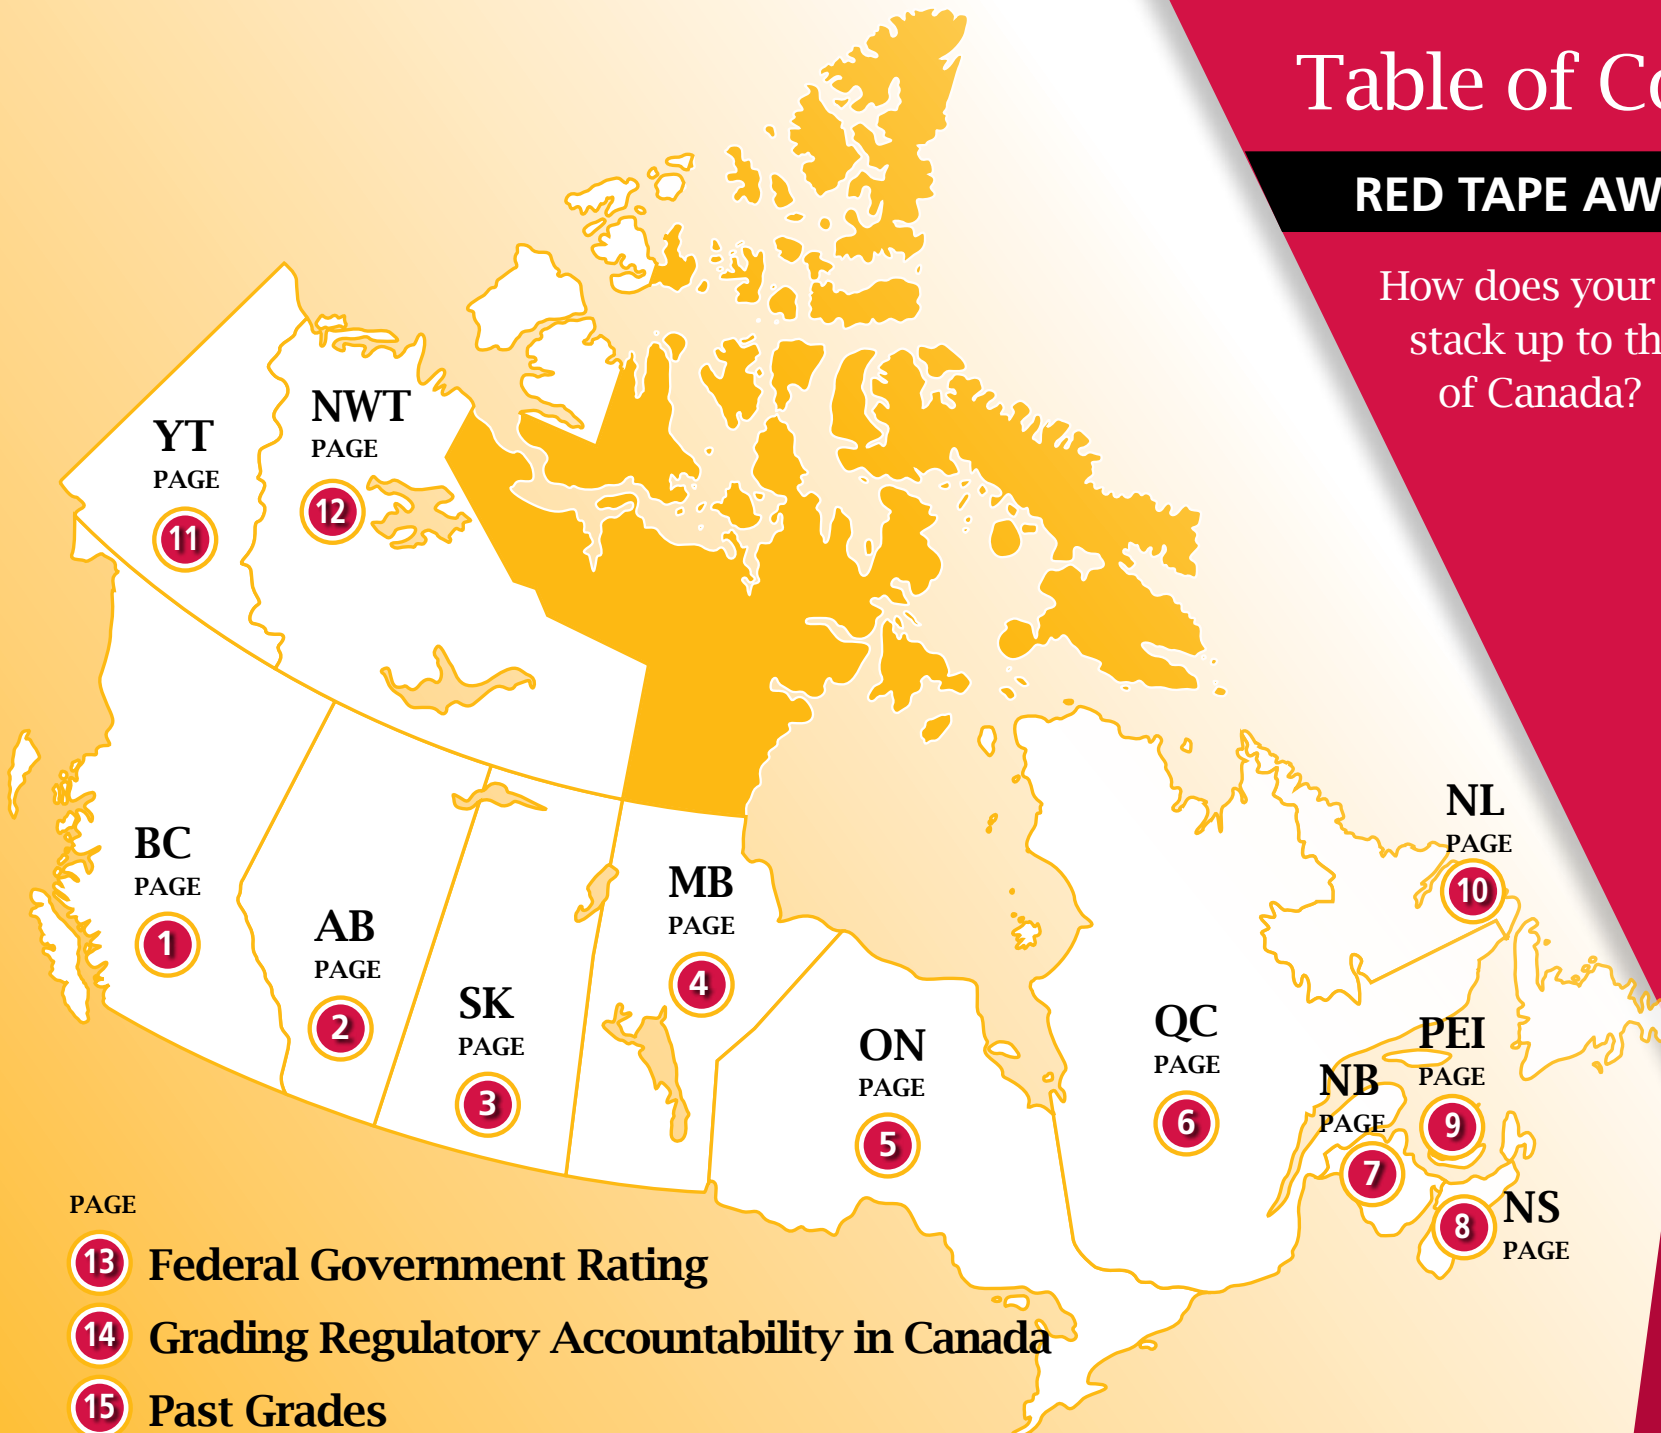 Table of
RED TAPE
How does your
stack up to
of Canada?
NWT
PAGE
12
YT
PAGE
11
BC
PAGE
1
AB
PAGE
2
SK
PAGE
3
MB
PAGE
4
ON
PAGE
5
QC
PAGE
6
NB
PAGE
7
PEI
PAGE
9
NS
PAGE
8
NL
PAGE
10
PAGE
13 Federal Government Rating
14 Grading Regulatory Accountability in Canada
15 Past Grades